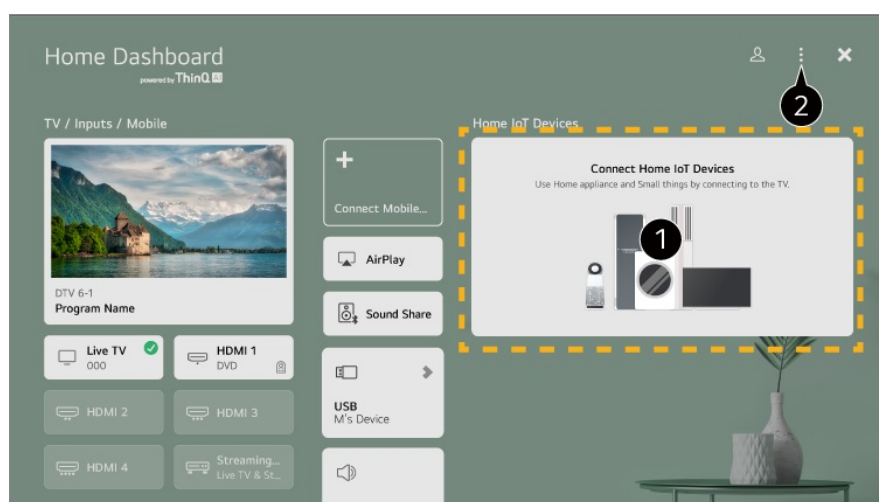 Home Dashboard
powered by ThinQ AI
2
TV / Inputs / Mobile
Home IoT Devices
+
Connect Mobile...
Connect Home IoT Devices
Use Home appliance and Small things by connecting to the TV.
1
AirPlay
DTV 6-1
Program Name
Sound Share
Live TV
000
HDMI 1
DVD
USB
M's Device
HDMI 2
HDMI 3
HDMI 4
Streaming...
Live TV & St...